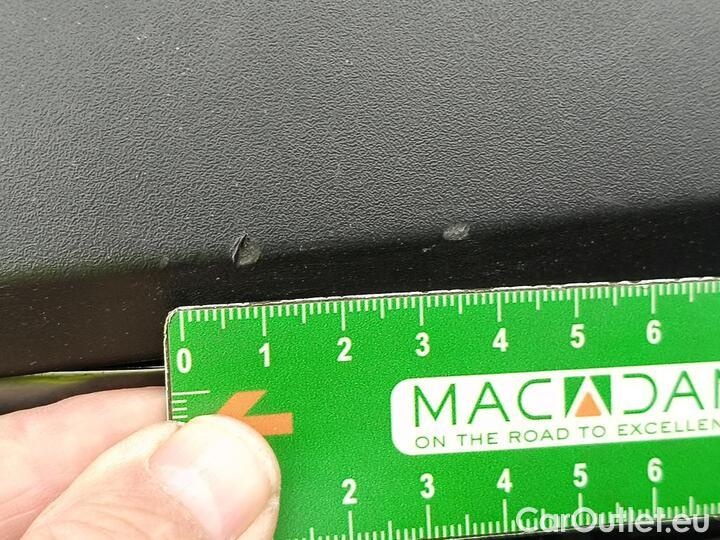 0 1 2 3 4 5 6
MACADAM
ON THE ROAD TO EXCELLEN
2 3 4 5 6
CarOutlet.eu